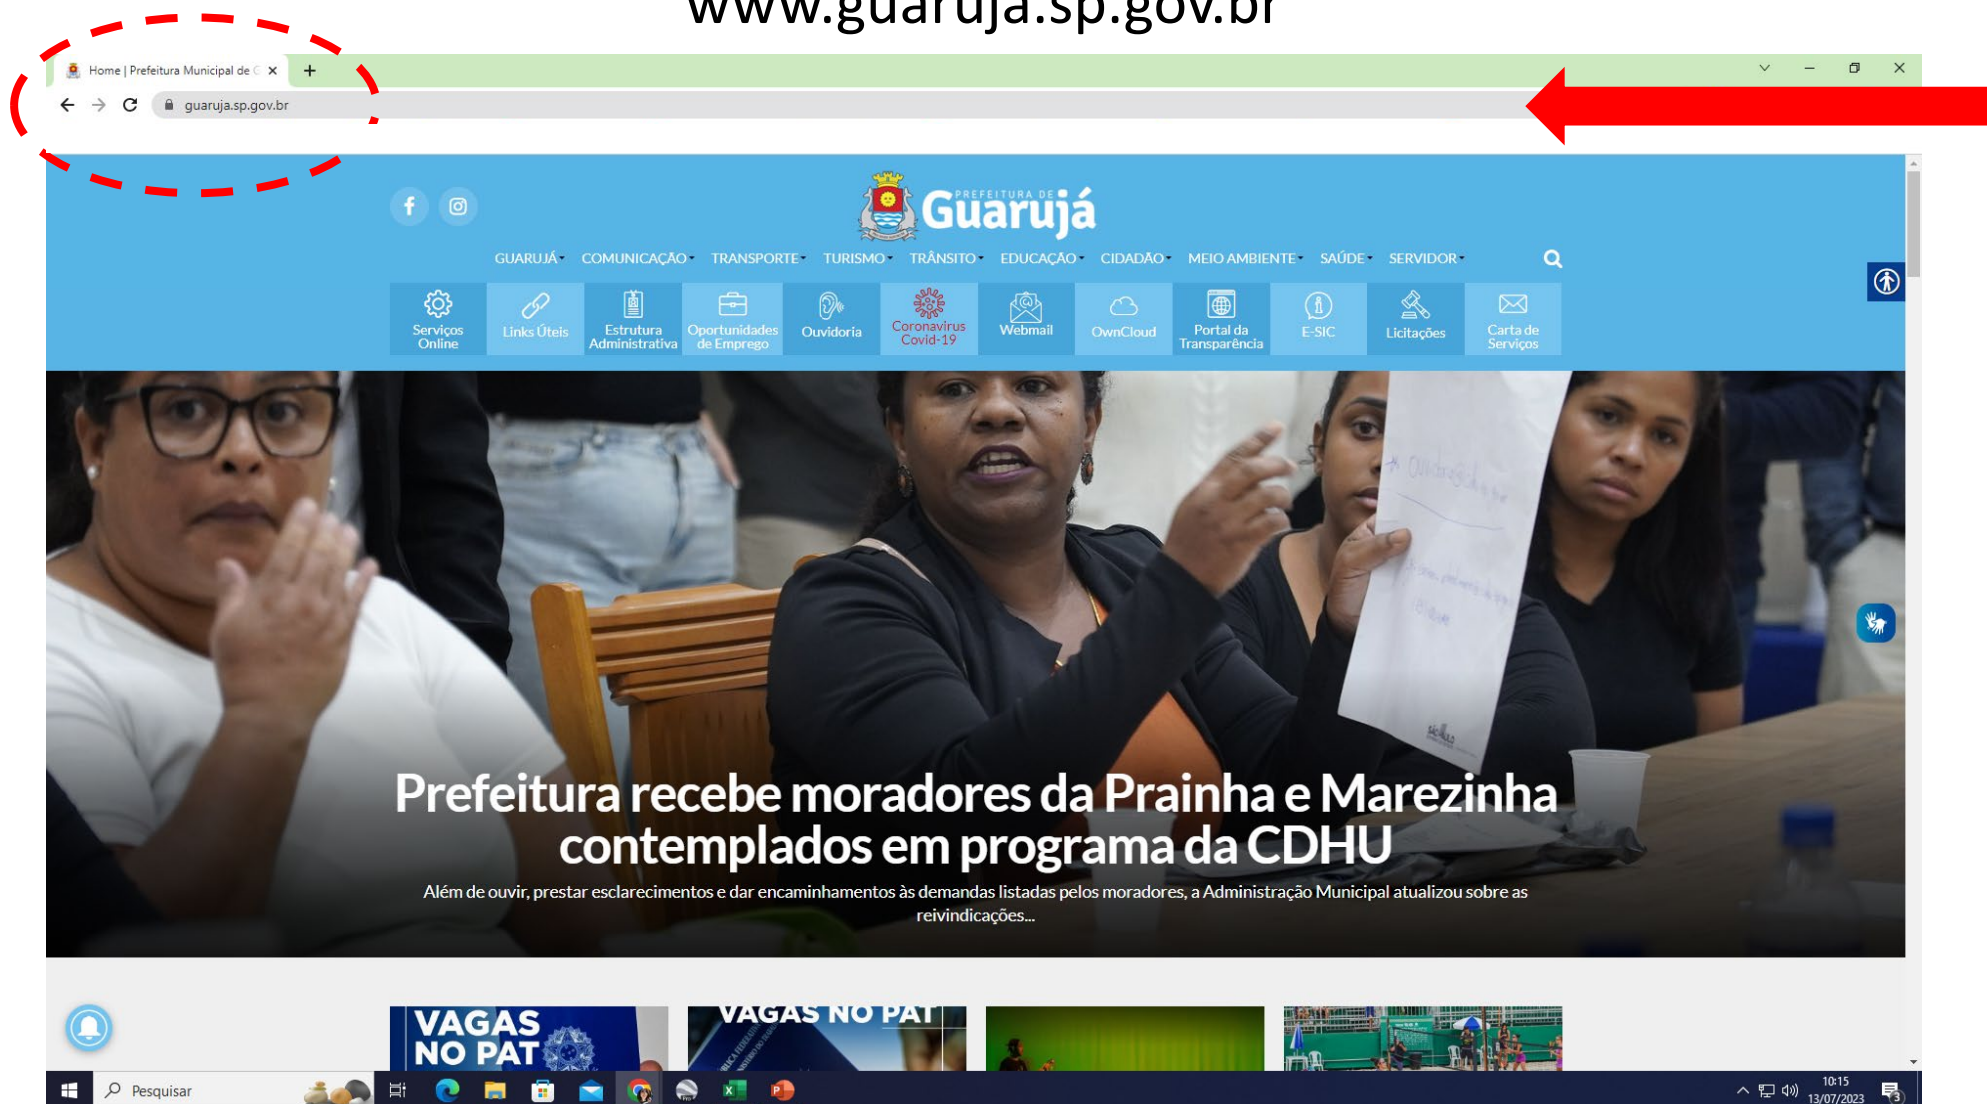 www.guaruja.sp.gov.br
Home | Prefeitura Municipal de G
guaruja.sp.gov.br
PREFEITURA DE
Guarujá
GUARUJÁ COMUNICAÇÃO TRANSPORTE TURISMO TRÂNSITO EDUCAÇÃO CIDADÃO MEIO AMBIENTE SAÚDE SERVIDOR
Serviços
Online
Links Úteis
Estrutura
Administrativa
Oportunidades
de Emprego
Ouvidoria
Coronavirus
Covid-19
Webmail
OwnCloud
Portal da
Transparência
E-SIC
Licitações
Carta de
Serviços
Prefeitura recebe moradores da Prainha e Marezinha
contemplados em programa da CDHU
Além de ouvir, prestar esclarecimentos e dar encaminhamentos às demandas listadas pelos moradores, a Administração Municipal atualizou sobre as
reivindicações...
VAGAS
NO PAT
VAGAS NO PAT
Pesquisar
10:15
13/07/2023
3